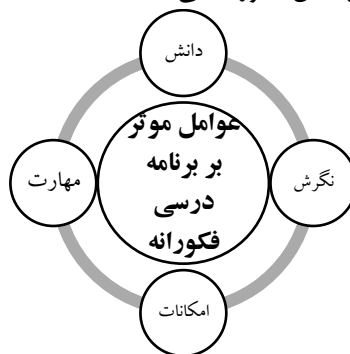 دانش
عوامل موثر
بر برنامه
درسی
فکورانه
نگرش
مهارت
امکانات